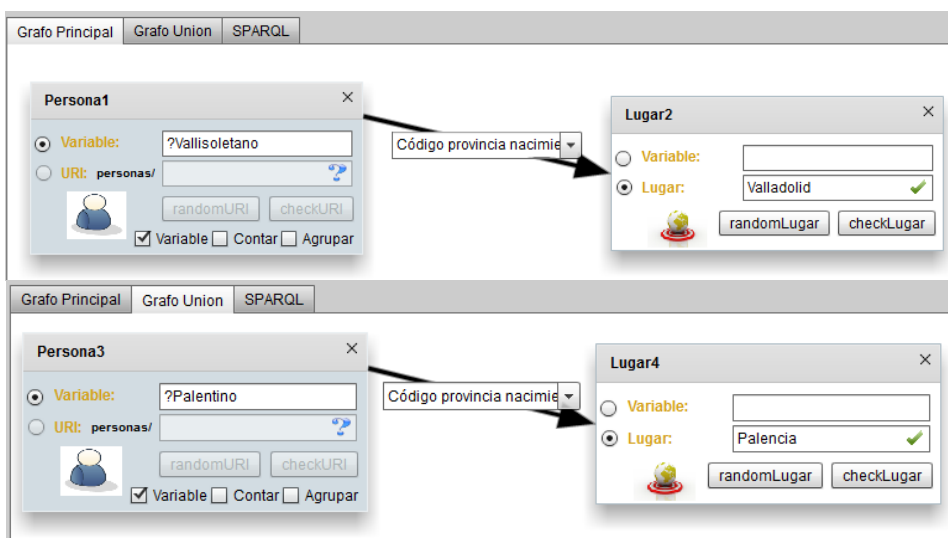 Grafo Principal Grafo Union SPARQL
Persona1
Variable: ?Vallisoletano
URI: personas/
randomURI checkURI
Variable Contar Agrupar
Código provincia nacimie
Lugar2
Variable:
Lugar: Valladolid
randomLugar checkLugar
Grafo Principal Grafo Union SPARQL
Persona3
Variable: ?Palentino
URI: personas/
randomURI checkURI
Variable Contar Agrupar
Código provincia nacimie
Lugar4
Variable:
Lugar: Palencia
randomLugar checkLugar